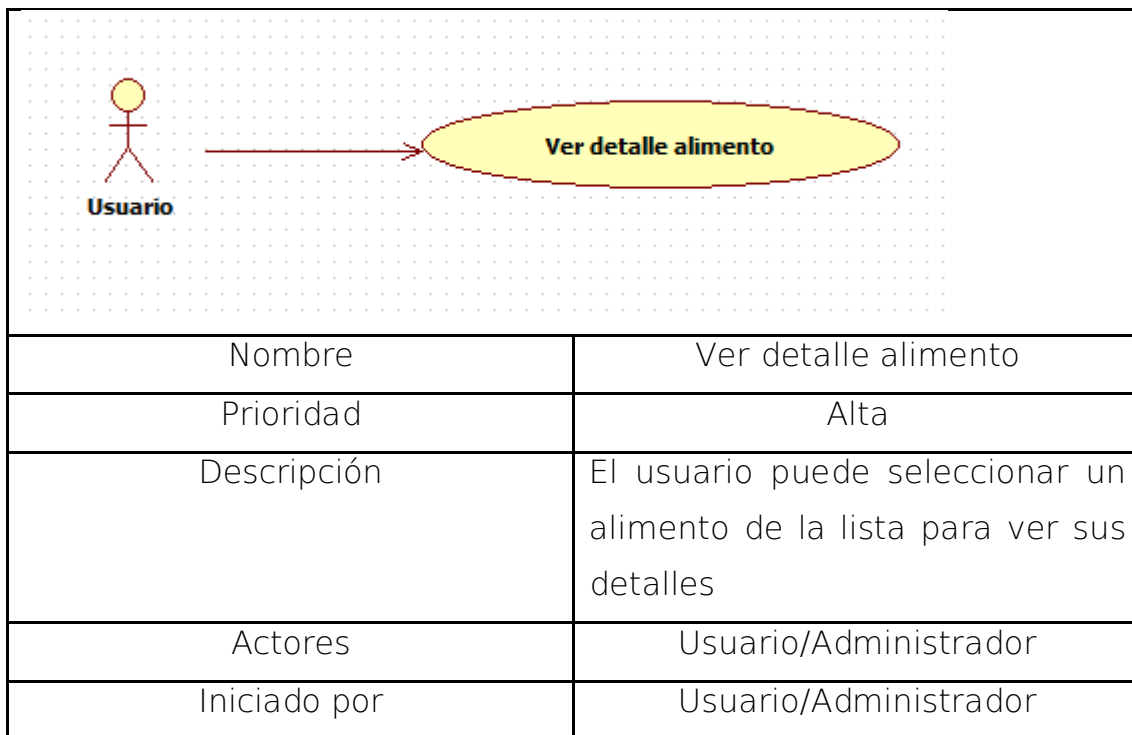 Ver detalle alimento
Usuario
Nombre
Ver detalle alimento
Prioridad
Alta
Descripción
El usuario puede seleccionar un
alimento de la lista para ver sus
detalles
Actores
Usuario/Administrador
Iniciado por
Usuario/Administrador